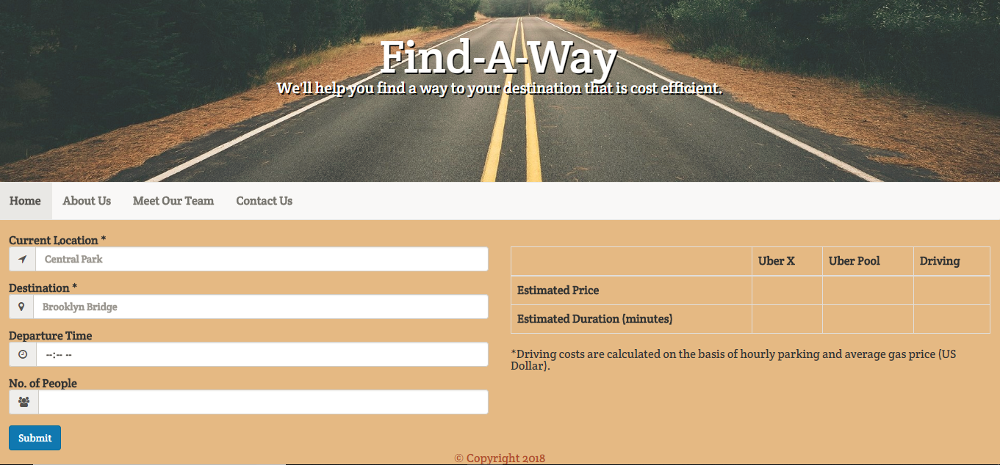 Find-A-Way
We'll help you find a way to your destination that is cost efficient.
Home About Us Meet Our Team Contact Us
Current Location *
Central Park
Destination *
Brooklyn Bridge
Departure Time
--:-- --
No. of People
Submit
Uber X Uber Pool Driving
Estimated Price
Estimated Duration (minutes)
*Driving costs are calculated on the basis of hourly parking and average gas price (US
Dollar).
© Copyright 2018